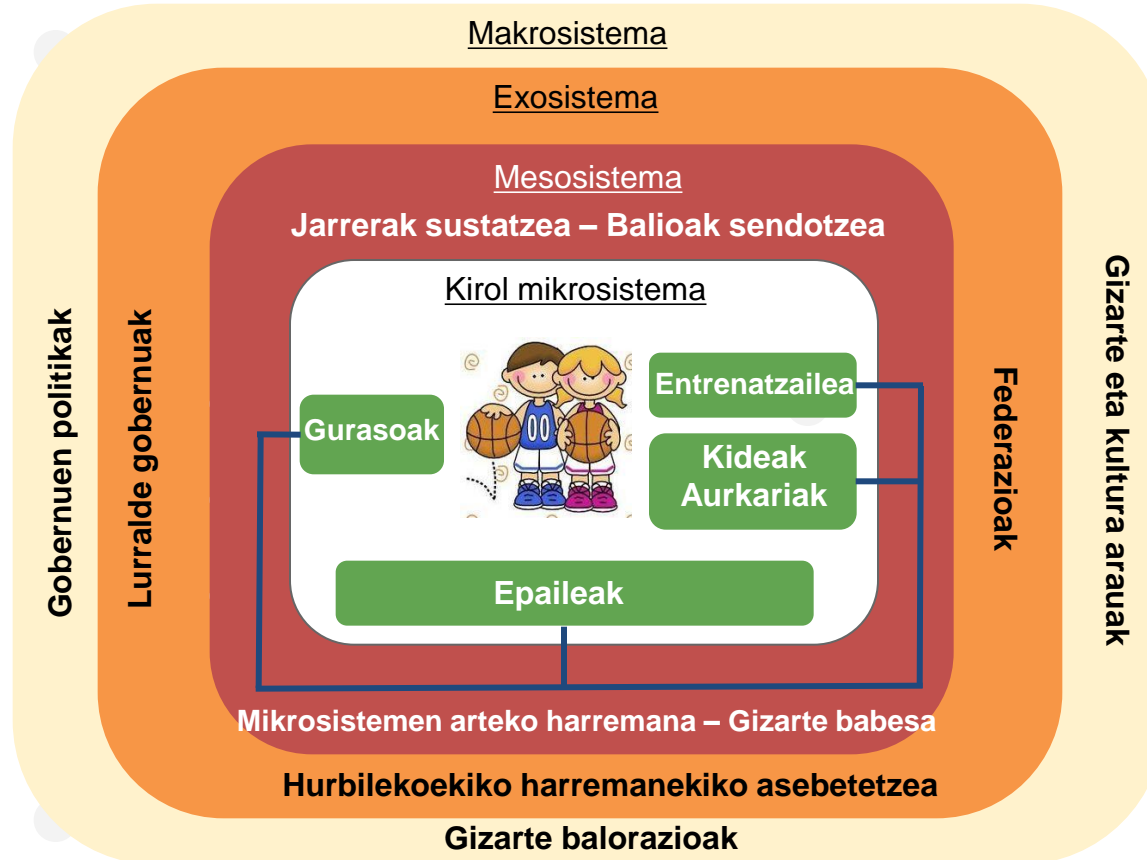 Makrosistema
Exosistema
Mesosistema
Jarrerak sustatzea – Balioak sendotzea
Kirol mikrosistema
Gobernuen politikak
Lurralde gobernuak
Gurasoak
00
Entrenatzailea
Kideak
Aurkariak
Epaileak
Federazioak
Gizarte eta kultura arauak
Mikrosistemen arteko harremana – Gizarte babesa
Hurbilekoekiko harremanekiko asebetetzea
Gizarte balorazioak